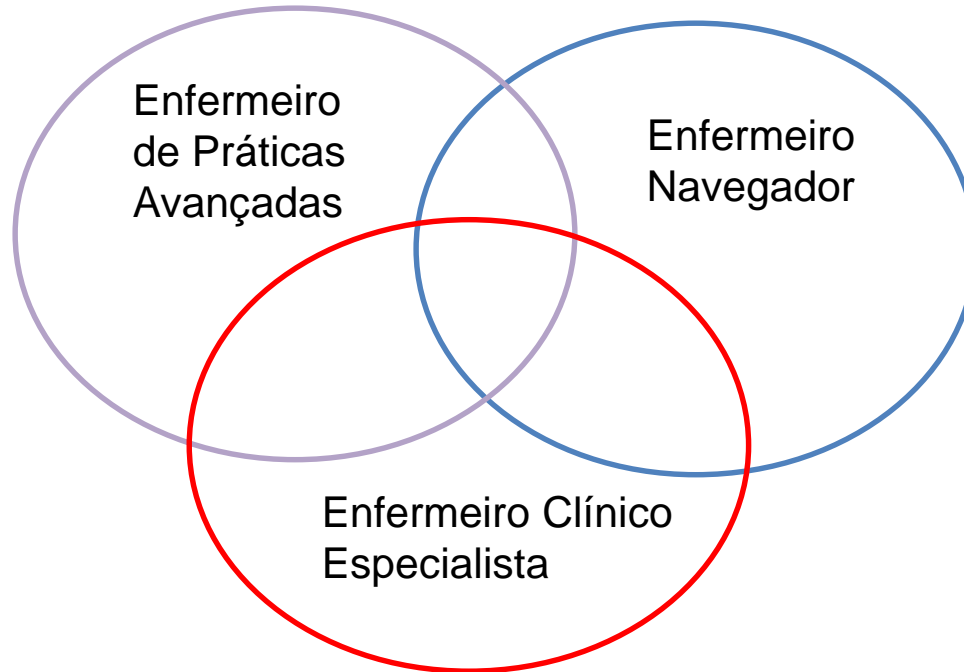 Enfermeiro
de Práticas
Avançadas
Enfermeiro
Navegador
Enfermeiro Clínico
Especialista